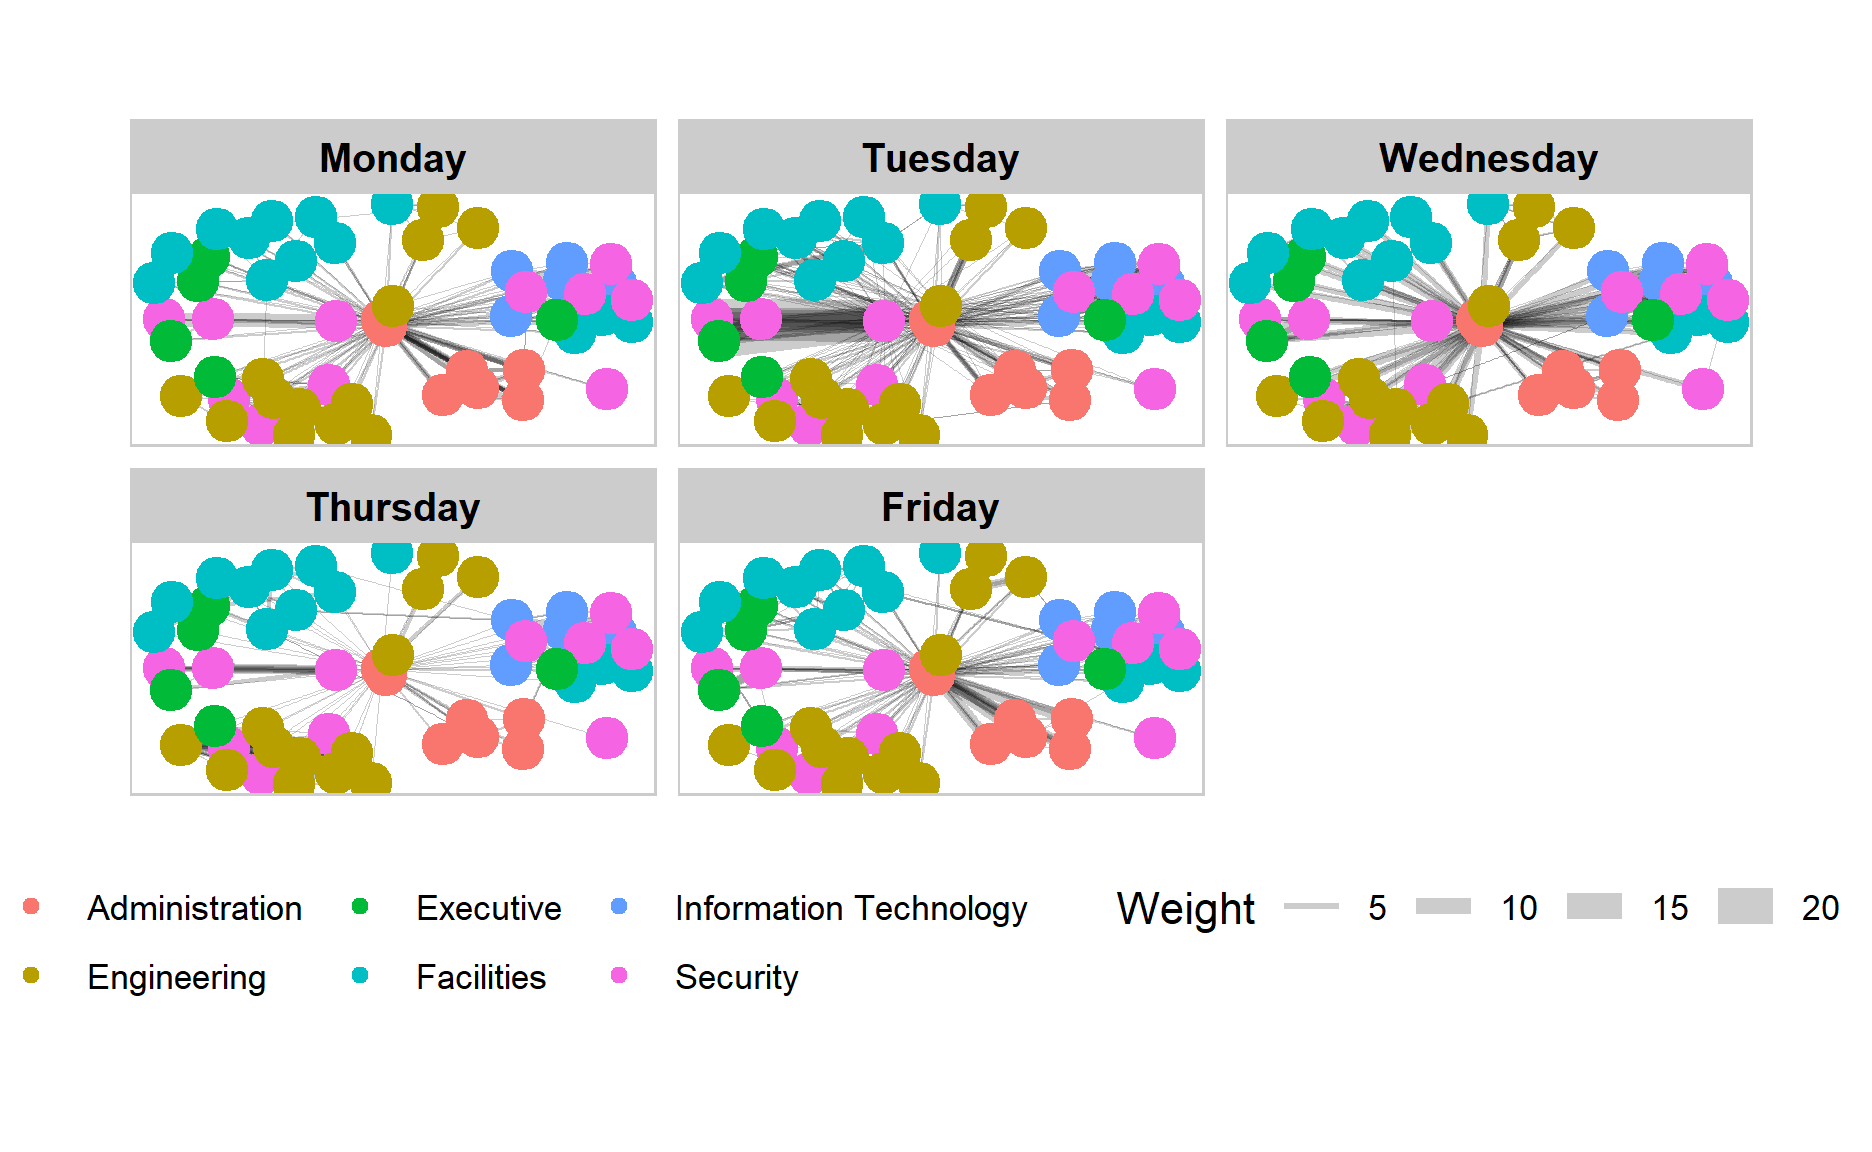 Monday
Tuesday
Wednesday
Thursday
Friday
Administration
Executive
Information Technology
Engineering
Facilities
Security
Weight
5
10
15
20